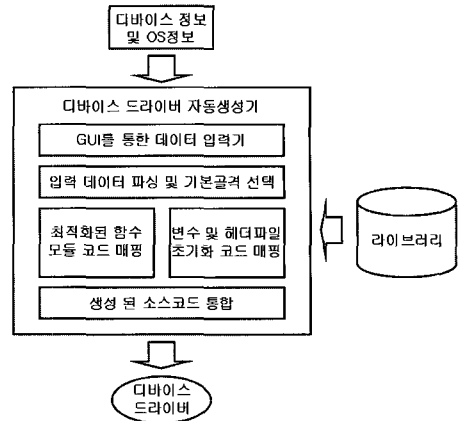 디바이스 정보
및 OS정보
디바이스 드라이버 자동생성기
GUI를 통한 데이터 입력기
입력 데이터 파싱 및 기본골격 선택
최적화된 함수
모듈 코드 매핑
변수 및 헤더파일
초기화 코드 매핑
라이브러리
생성 된 소스코드 통합
디바이스
드라이버